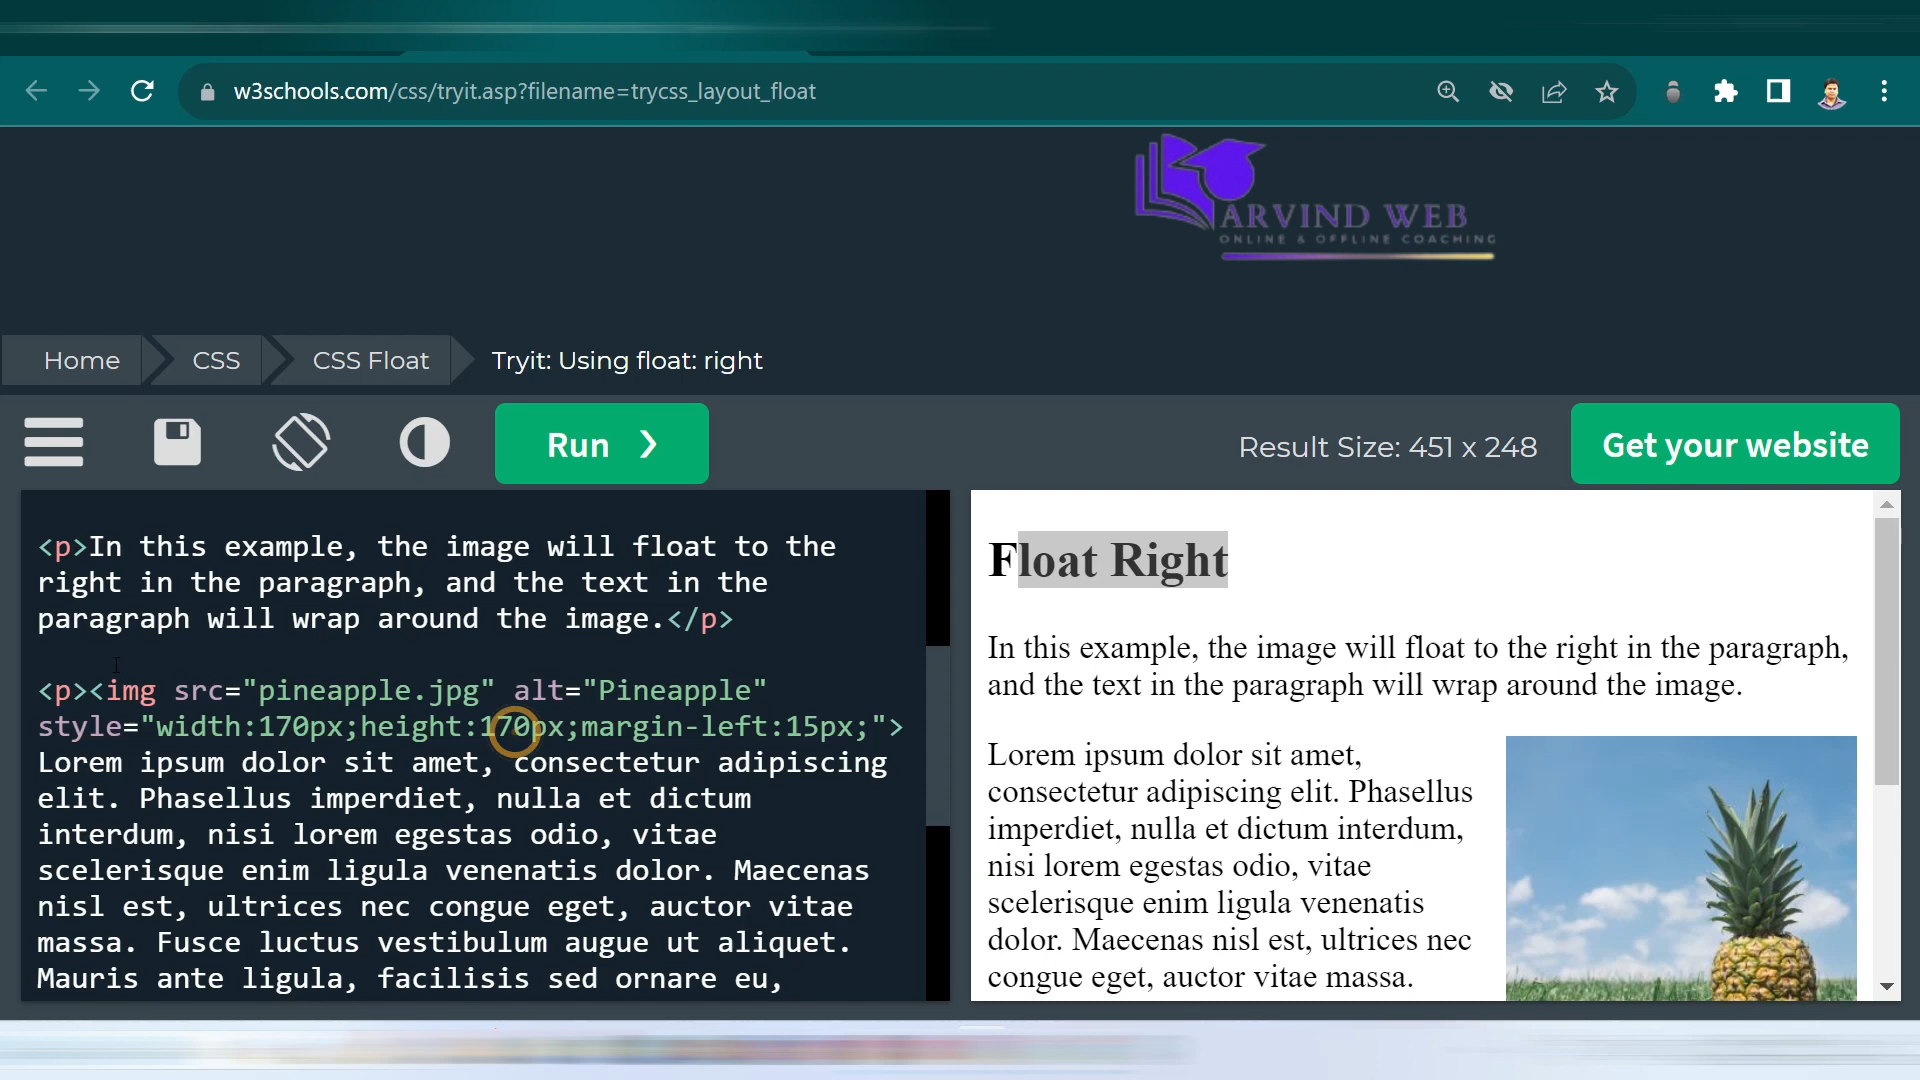 w3schools.com/css/tryit.asp?filename=trycss_layout_float
ARVIND WEB
ONLINE & OFFLINE COACHING
Home
CSS
CSS Float
Tryit: Using float: right
Run ❯
Result Size: 451 x 248
Get your website
<p>In this example, the image will float to the
right in the paragraph, and the text in the
paragraph will wrap around the image.</p>
<p><img src="pineapple.jpg" alt="Pineapple"
style="width:170px;height:170px;margin-left:15px;">
Lorem ipsum dolor sit amet, consectetur adipiscing
elit. Phasellus imperdiet, nulla et dictum
interdum, nisi lorem egestas odio, vitae
scelerisque enim ligula venenatis dolor. Maecenas
nisl est, ultrices nec congue eget, auctor vitae
massa. Fusce luctus vestibulum augue ut aliquet.
Mauris ante ligula, facilisis sed ornare eu,
Float Right
In this example, the image will float to the right in the paragraph,
and the text in the paragraph will wrap around the image.
Lorem ipsum dolor sit amet,
consectetur adipiscing elit. Phasellus
imperdiet, nulla et dictum interdum,
nisi lorem egestas odio, vitae
scelerisque enim ligula venenatis
dolor. Maecenas nisl est, ultrices nec
congue eget, auctor vitae massa.